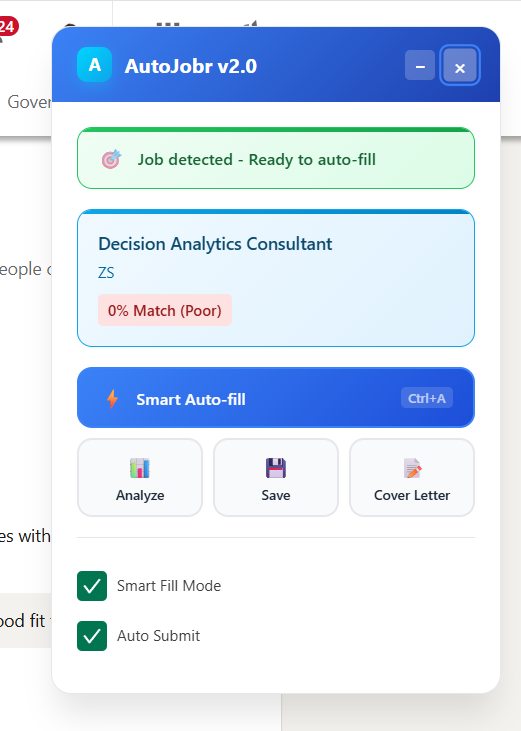 24
A
AutoJobr v2.0
Gover
Job detected - Ready to auto-fill
eople
Decision Analytics Consultant
ZS
0% Match (Poor)
Smart Auto-fill
Ctrl+A
Analyze
Save
Cover Letter
es with
Smart Fill Mode
ood fit
Auto Submit